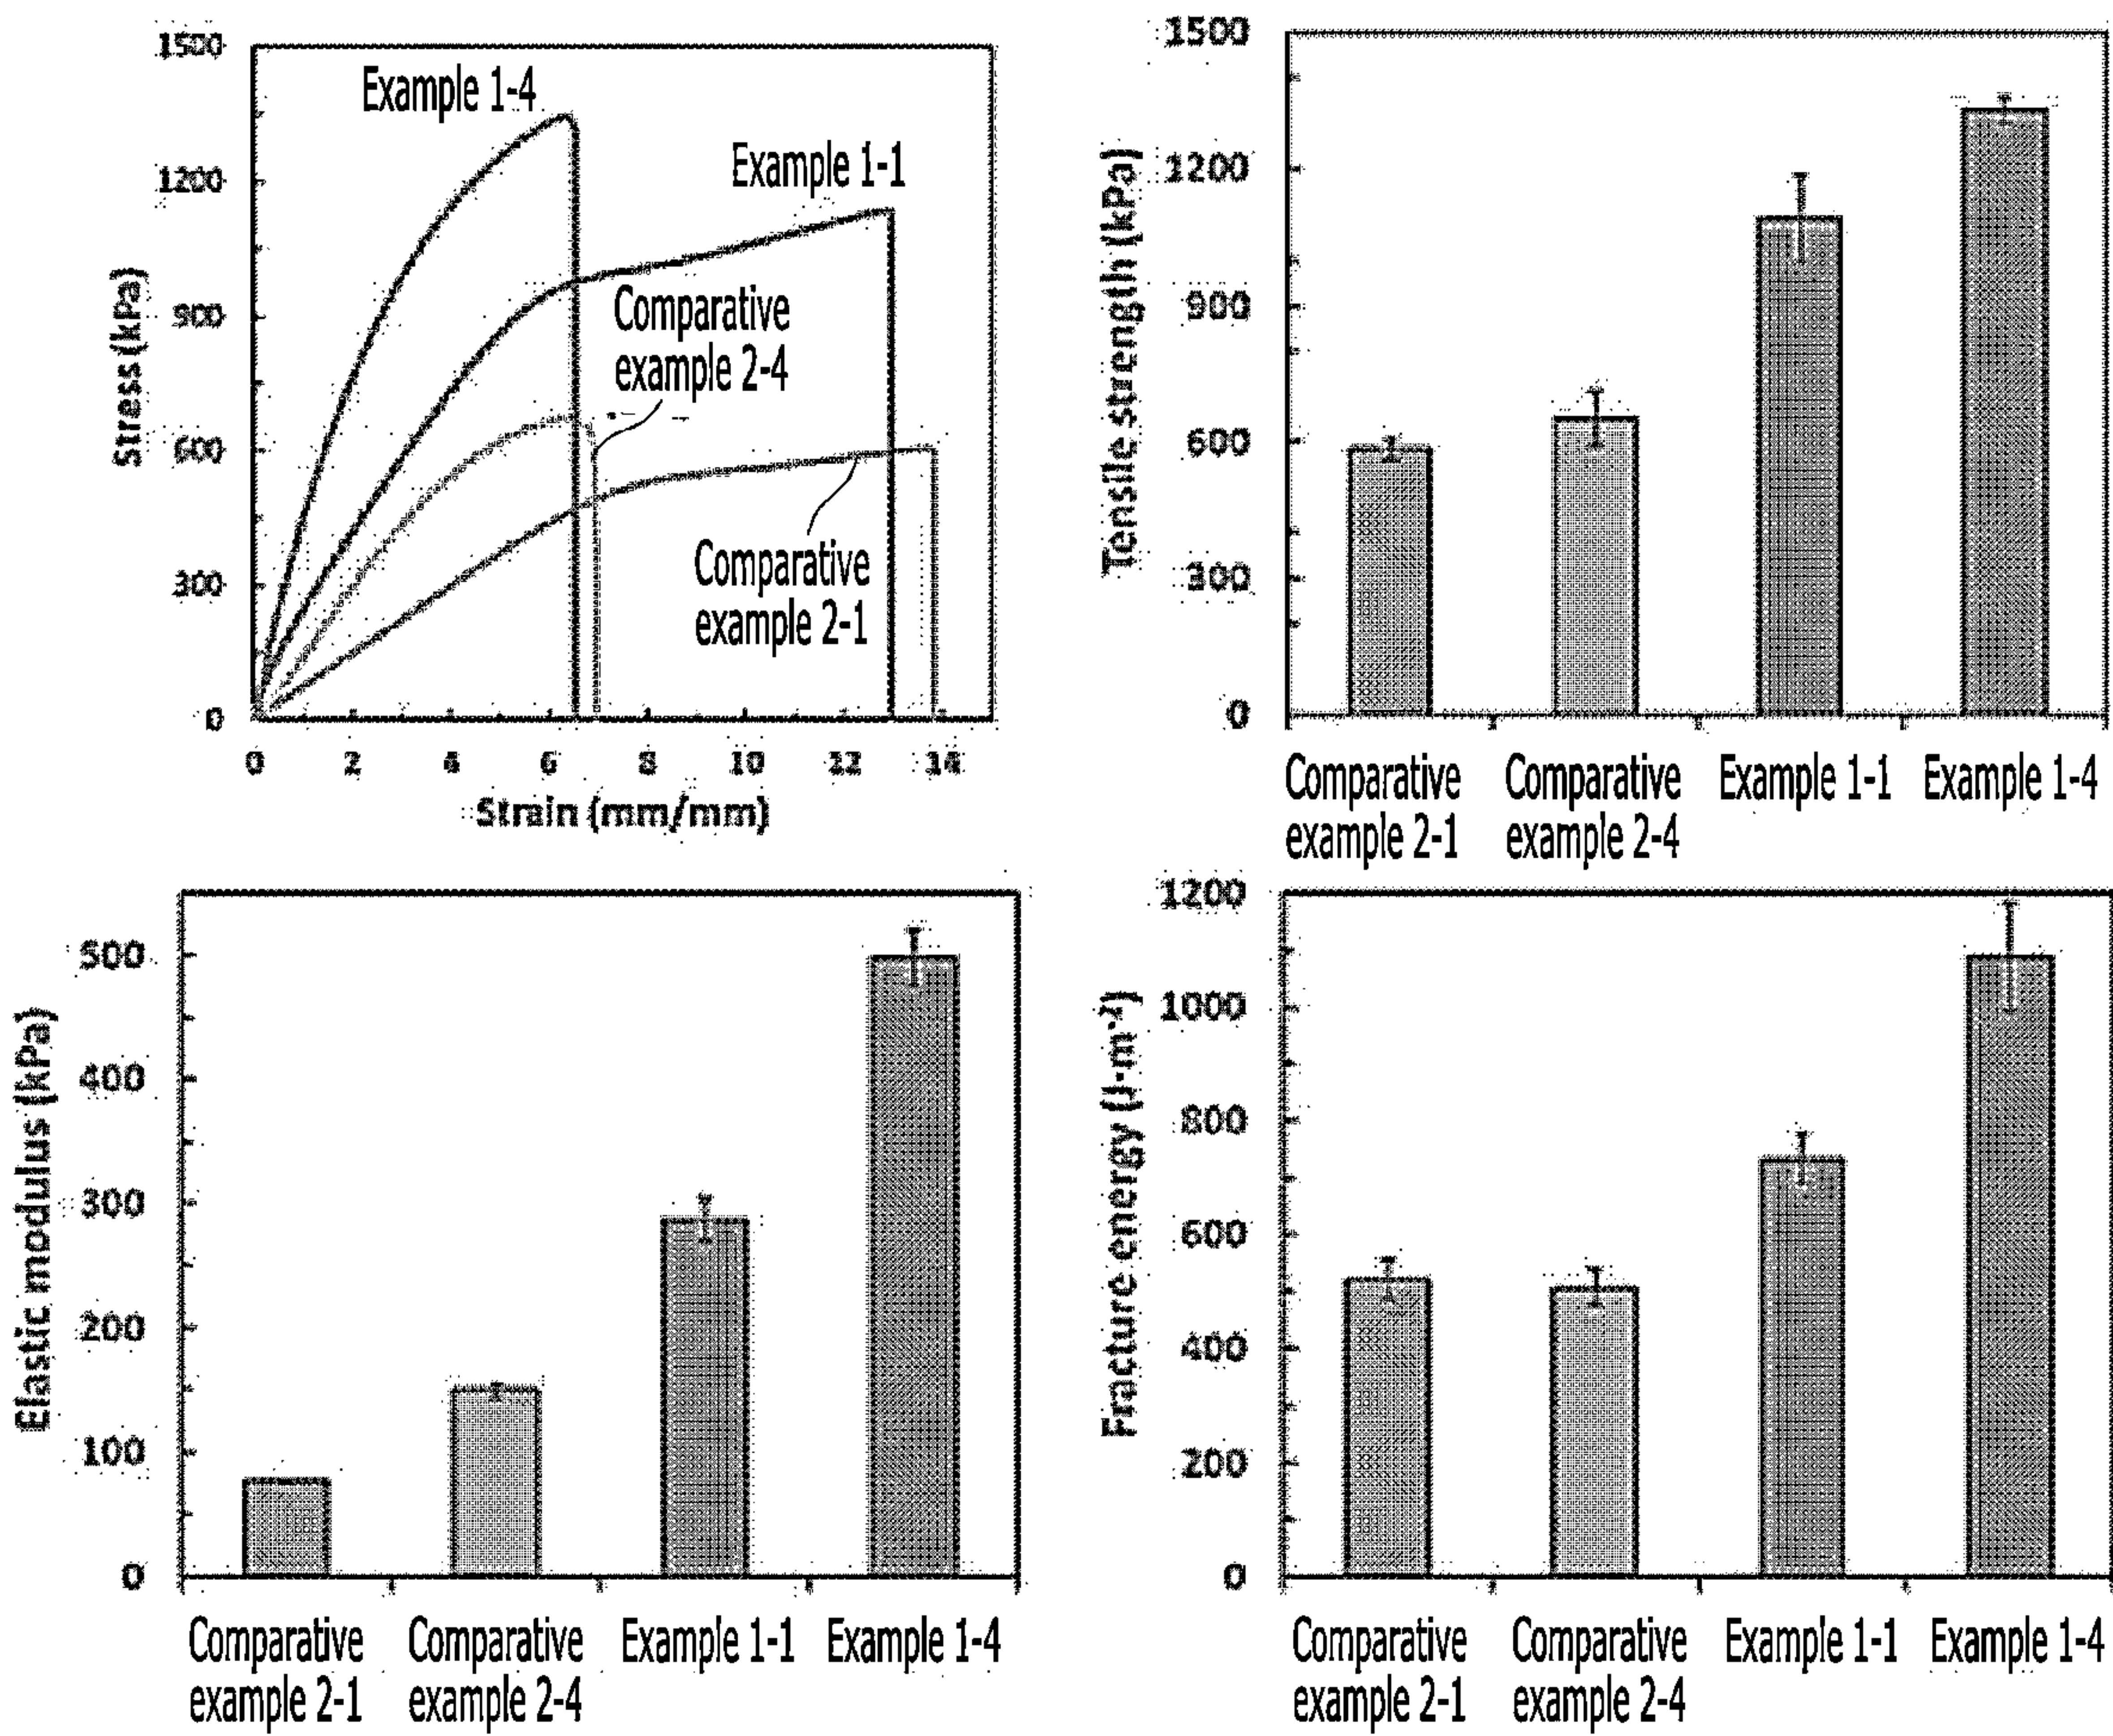 1500
1200
900
600
300
0
Stress (kPa)
Example 1-4
Example 1-1
Comparative
example 2-4
Comparative
example 2-1
0 2 4 6 8 10 12 14
Strain (mm/mm)
1500
1200
900
600
300
0
Tensile strength (kPa)
Comparative
example 2-1
Comparative
example 2-4
Example 1-1
Example 1-4
500
400
300
200
100
0
Elastic modulus (kPa)
Comparative
example 2-1
Comparative
example 2-4
Example 1-1
Example 1-4
1200
1000
800
600
400
200
0
Fracture energy (J·m⁻²)
Comparative
example 2-1
Comparative
example 2-4
Example 1-1
Example 1-4